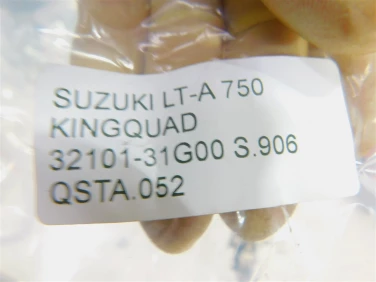 SUZUKI LT-A 750
KINGQUAD
32101-31G00 S.906
QSTA.052